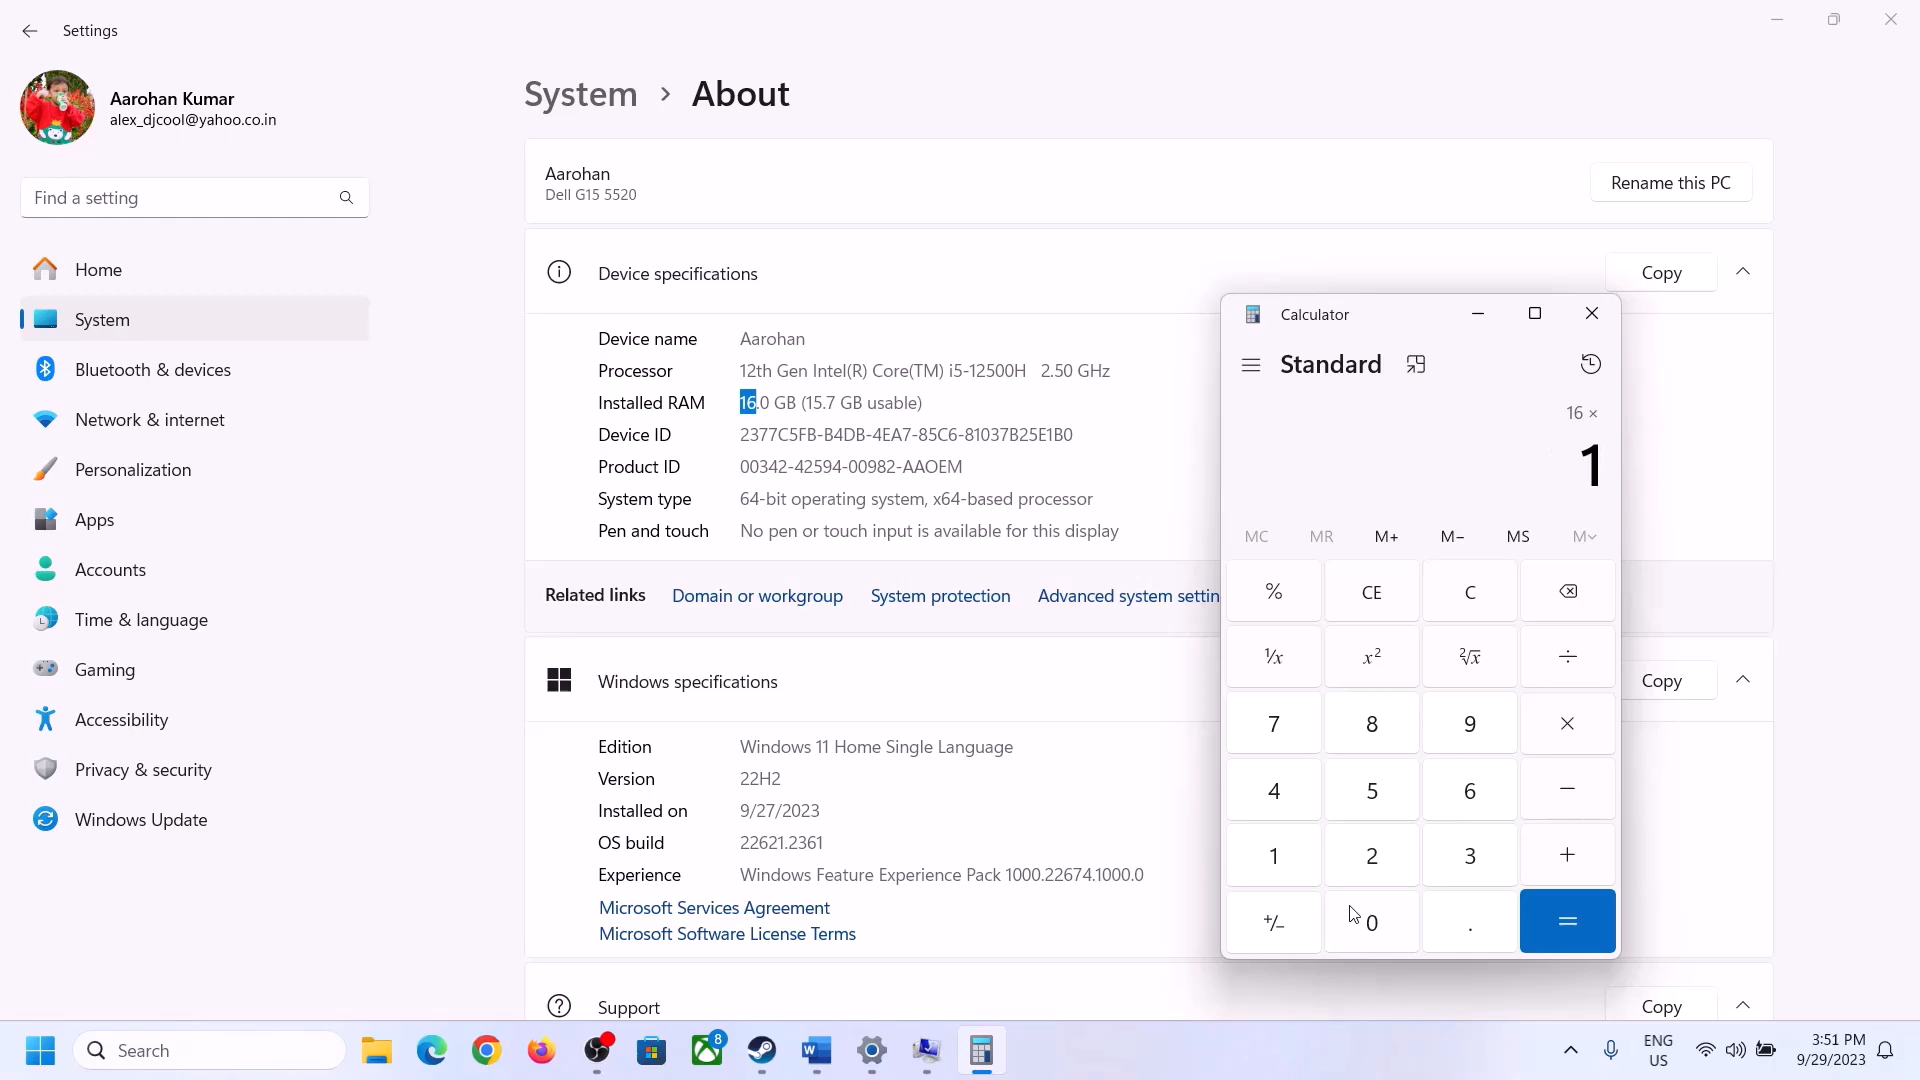 Settings
Aarohan Kumar
alex_djcool@yahoo.co.in
Find a setting
Home
System
Bluetooth & devices
Network & internet
Personalization
Apps
Accounts
Time & language
Gaming
Accessibility
Privacy & security
Windows Update
System > About
Aarohan
Dell G15 5520
Rename this PC
Device specifications
Copy
Device name Aarohan
Processor 12th Gen Intel(R) Core(TM) i5-12500H 2.50 GHz
Installed RAM 16.0 GB (15.7 GB usable)
Device ID 2377C5FB-B4DB-4EA7-85C6-81037B25E1B0
Product ID 00342-42594-00982-AAOEM
System type 64-bit operating system, x64-based processor
Pen and touch No pen or touch input is available for this display
Related links Domain or workgroup System protection Advanced system settin
Windows specifications
Copy
Edition Windows 11 Home Single Language
Version 22H2
Installed on 9/27/2023
OS build 22621.2361
Experience Windows Feature Experience Pack 1000.22674.1000.0
Microsoft Services Agreement
Microsoft Software License Terms
Support
Copy
Calculator
Standard
16 ×
1
MC MR M+ M− MS M
% CE C
¹⁄x x² ²√x ÷
7 8 9 ×
4 5 6 −
1 2 3 +
+/− 0 . =
Search
8
ENG
US
3:51 PM
9/29/2023